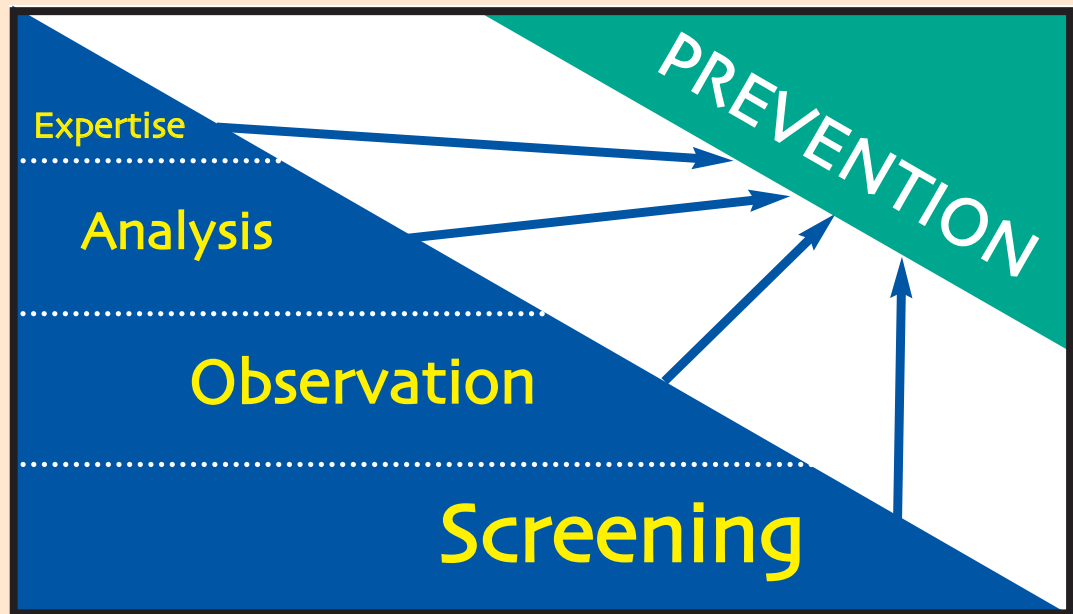 PREVENTION
Expertise
Analysis
Observation
Screening